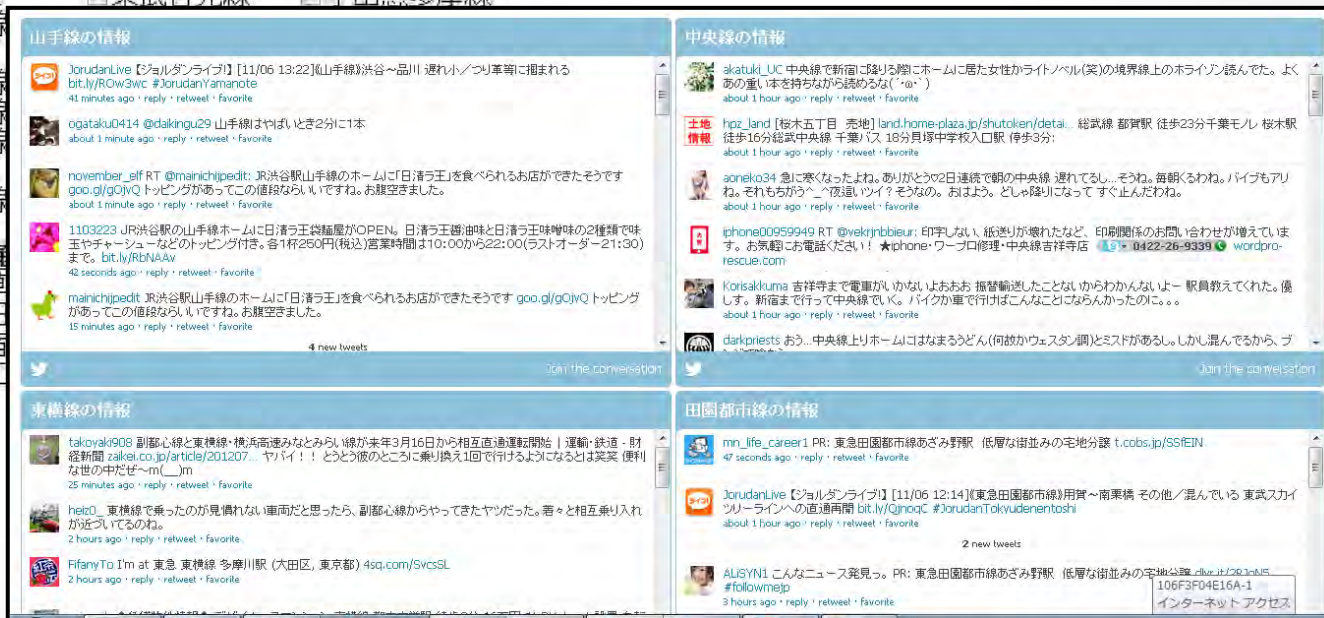 山手線の情報
JorudanLive 【ジョルダンライブ!】 [11/06 13:22]《山手線》渋谷～品川 遅れ小／つり革等に掴まれる
bit.ly/ROw3wc #JorudanYamanote
41 minutes ago · reply · retweet · favorite
ogataku0414 @daikingu29 山手線はやばいとき2分に1本
about 1 minute ago · reply · retweet · favorite
november_elf RT @mainichijpedit: JR渋谷駅山手線のホームに「日清ラ王」を食べられるお店ができたそうです
goo.gl/gOjvQ トッピングがあってこの値段ならいいですね。お腹空きました。
about 1 minute ago · reply · retweet · favorite
1103223 JR渋谷駅の山手線ホームに日清ラ王袋麺屋がOPEN。日清ラ王醤油味と日清ラ王味噌味の2種類で味
玉やチャーシューなどのトッピング付き。各1杯250円(税込)営業時間は10:00から22:00(ラストオーダー21:30)
まで。 bit.ly/RbNAAv
42 seconds ago · reply · retweet · favorite
mainichijpedit JR渋谷駅山手線のホームに「日清ラ王」を食べられるお店ができたそうです goo.gl/gOjvQ トッピング
があってこの値段ならいいですね。お腹空きました。
15 minutes ago · reply · retweet · favorite
4 new tweets
Join the conversation
中央線の情報
akatuki_UC 中央線で新宿に降りる際にホームに居た女性がライトノベル(笑)の境界線上のホライゾン読んでた。よく
あの重い本を持ちながら読めるな(´･ω･`)
about 1 hour ago · reply · retweet · favorite
土地
情報
hpz_land [桜木五丁目 売地] land.home-plaza.jp/shutoken/detai... 総武線 都賀駅 徒歩23分千葉モノレ 桜木駅
徒歩16分総武中央線 千葉バス 18分貝塚中学校入口駅 停歩3分:
about 1 hour ago · reply · retweet · favorite
aoneko34 急に寒くなったよね。ありがとう♡2日連続で朝の中央線 遅れてるし...そうね。毎朝くるわね。バイブもアリ
ね。それもちがう^_^夜這いツイ？そうなの。おはよう。どしゃ降りになって すぐ止んだわね。
about 1 hour ago · reply · retweet · favorite
iphone00959949 RT @vekrjnbbieur: 印字しない、紙送りが壊れたなど、印刷関係のお問い合わせが増えていま
す。お気軽にお電話ください！ ★iphone・ワープロ修理・中央線吉祥寺店 0422-26-9339 wordpro-
rescue.com
about 1 hour ago · reply · retweet · favorite
Korisakkuma 吉祥寺まで電車がいかないよおおお 振替輸送したことないからわかんないよー 駅員教えてくれた。優
しす。新宿まで行って中央線でいK。バイクか車で行けばこんなことにならんかったのに。。。
about 1 hour ago · reply · retweet · favorite
darkpriests おう...中央線上りホームにはなまるうどん(何故かウェスタン調)とミスドがあるし。しかし混んでるから、ブ
Join the conversation
東横線の情報
takoyaki908 副都心線と東横線・横浜高速みなとみらい線が来年3月16日から相互直通運転開始 | 運輸・鉄道 - 財
経新聞 zaikei.co.jp/article/201207... ヤバイ！！ とうとう彼のところに乗り換え1回で行けるようになるとは笑笑 便利
な世の中だぜ～m(__)m
25 minutes ago · reply · retweet · favorite
heiz0_ 東横線で乗ったのが見慣れない車両だと思ったら、副都心線からやってきたヤツだった。着々と相互乗り入れ
が近づいてるのね。
2 hours ago · reply · retweet · favorite
FifanyTo I'm at 東急 東横線 多摩川駅 (大田区, 東京都) 4sq.com/SvcsSL
2 hours ago · reply · retweet · favorite
田園都市線の情報
mn_life_career1 PR: 東急田園都市線あざみ野駅 低層な街並みの宅地分譲 t.cobs.jp/SSfEIN
47 seconds ago · reply · retweet · favorite
JorudanLive 【ジョルダンライブ!】 [11/06 12:14]《東急田園都市線》用賀～南栗橋 その他／混んでいる 東武スカイ
ツリーラインへの直通再開 bit.ly/QjnoqC #JorudanTokyudenentoshi
about 1 hour ago · reply · retweet · favorite
2 new tweets
ALiSYN1 こんなニュース発見っ。 PR: 東急田園都市線あざみ野駅 低層な街並みの宅地分譲
#followmejp
3 hours ago · reply · retweet · favorite
106F3F04E16A-1
インターネット アクセス